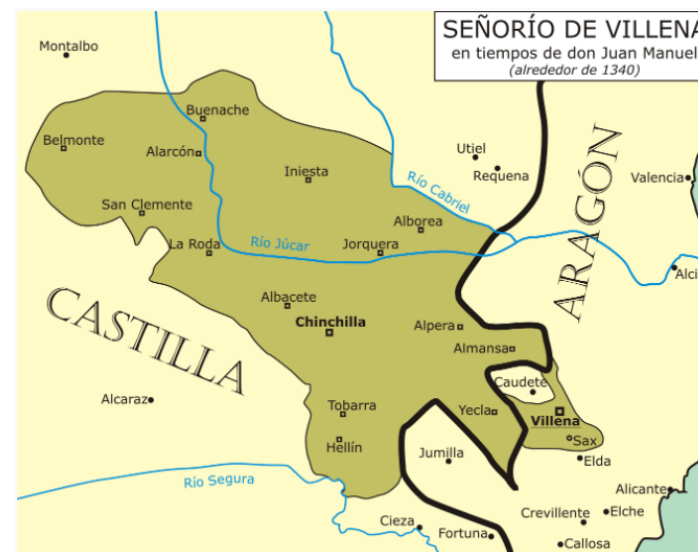 SEÑORÍO DE VILLENA
en tiempos de don Juan Manuel
(alrededor de 1340)
Montalbo
Buenache
Belmonte
Alarcón
Utiel
Requena
Iniesta
Río Cabriel
Valencia
San Clemente
Alborea
La Roda
Río Júcar
Jorquera
ARAGÓN
Alci
Albacete
Chinchilla
CASTILLA
Alpera
Almansa
Caudete
Alcaraz
Tobarra
Yecla
Villena
Hellín
Sax
Jumilla
Elda
Río Segura
Alicante
Cieza
Crevillente
Elche
Fortuna
Callosa